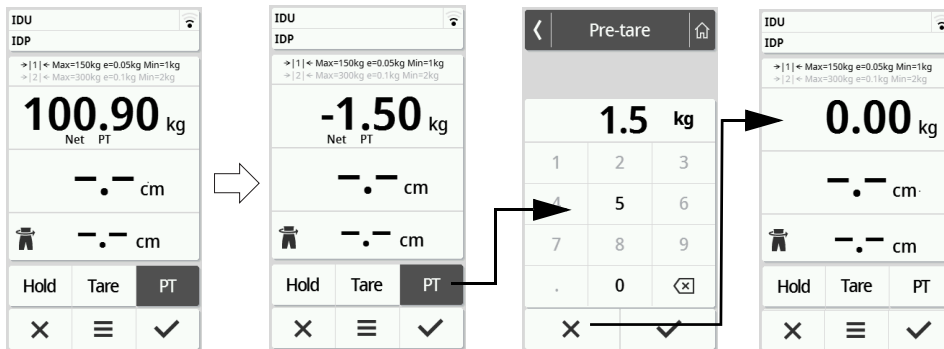 IDU
IDP
→|1|← Max=150kg e=0.05kg Min=1kg
→|2|← Max=300kg e=0.1kg Min=2kg
100.90 kg
Net PT
-.- cm
-.- cm
Hold Tare PT
IDU
IDP
→|1|← Max=150kg e=0.05kg Min=1kg
→|2|← Max=300kg e=0.1kg Min=2kg
-1.50 kg
Net PT
-.- cm
-.- cm
Hold Tare PT
Pre-tare
1.5 kg
1 2 3
4 5 6
7 8 9
. 0
IDU
IDP
→|1|← Max=150kg e=0.05kg Min=1kg
→|2|← Max=300kg e=0.1kg Min=2kg
0.00 kg
-.- cm
-.- cm
Hold Tare PT